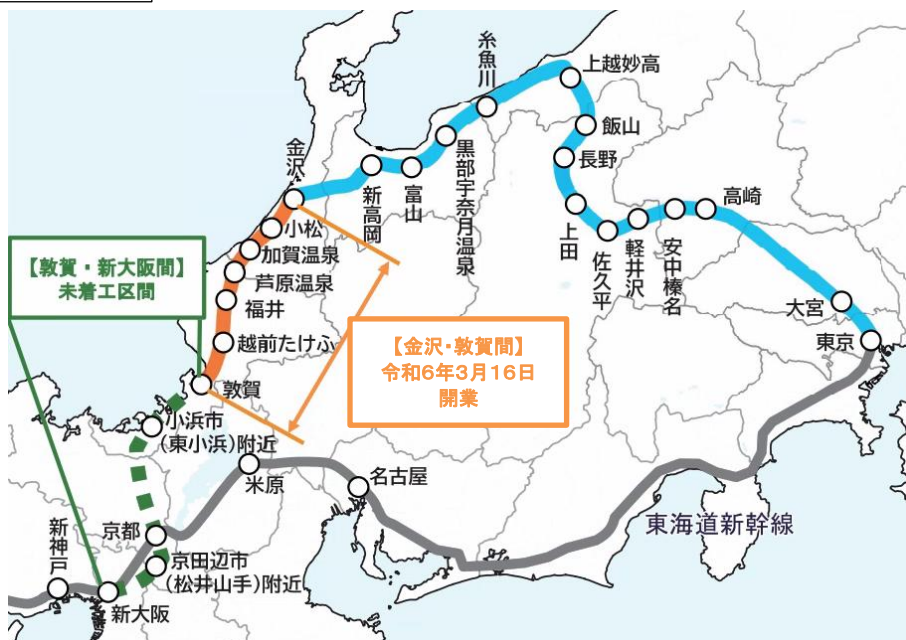 糸魚川
上越妙高
飯山
長野
金沢
新高岡
富山
黒部宇奈月温泉
上田
佐久平
軽井沢
安中榛名
高崎
大宮
東京
小松
加賀温泉
芦原温泉
福井
越前たけふ
敦賀
【敦賀・新大阪間】
未着工区間
【金沢・敦賀間】
令和6年3月16日
開業
小浜市
(東小浜)附近
米原
名古屋
東海道新幹線
京都
新神戸
京田辺市
(松井山手)附近
新大阪